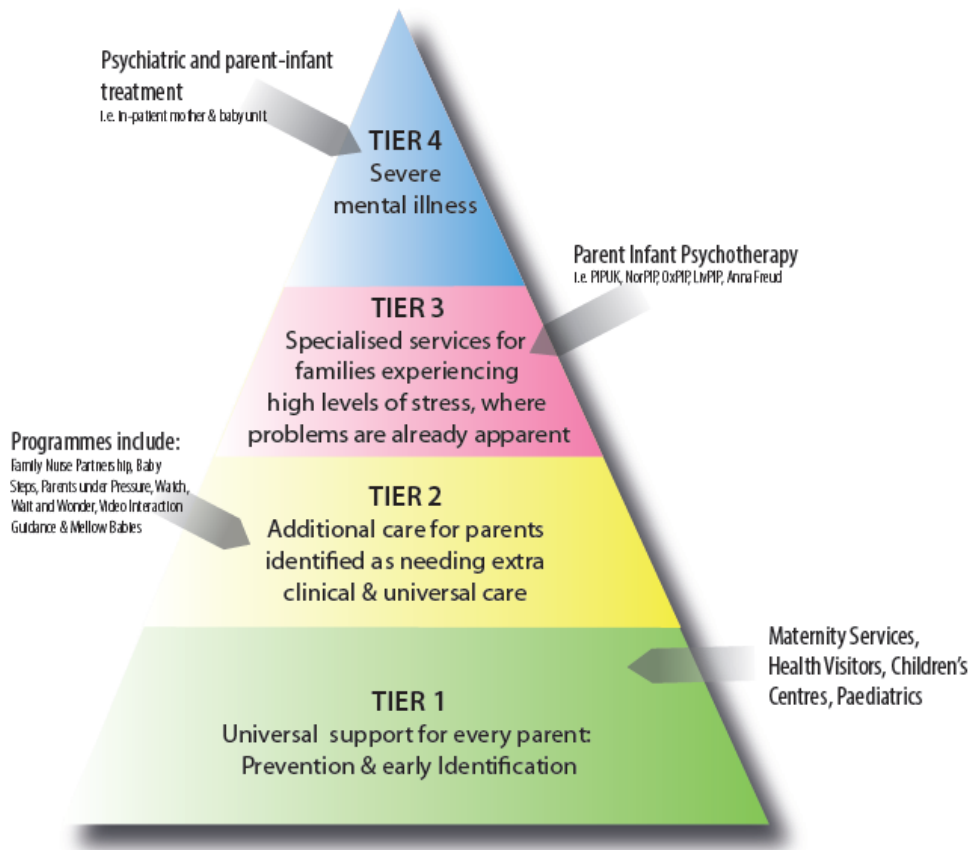 Psychiatric and parent-infant
treatment
i.e. in-patient mother & baby unit
TIER 4
Severe
mental illness
Parent Infant Psychotherapy
i.e. PIPUK, NorPIP, OxPIP, LivPIP, Anna Freud
TIER 3
Specialised services for
families experiencing
high levels of stress, where
problems are already apparent
Programmes include:
Family Nurse Partnership, Baby
Steps, Parents under Pressure, Watch,
Wait and Wonder, Video Interaction
Guidance & Mellow Babies
TIER 2
Additional care for parents
identified as needing extra
clinical & universal care
Maternity Services,
Health Visitors, Children's
Centres, Paediatrics
TIER 1
Universal support for every parent:
Prevention & early Identification